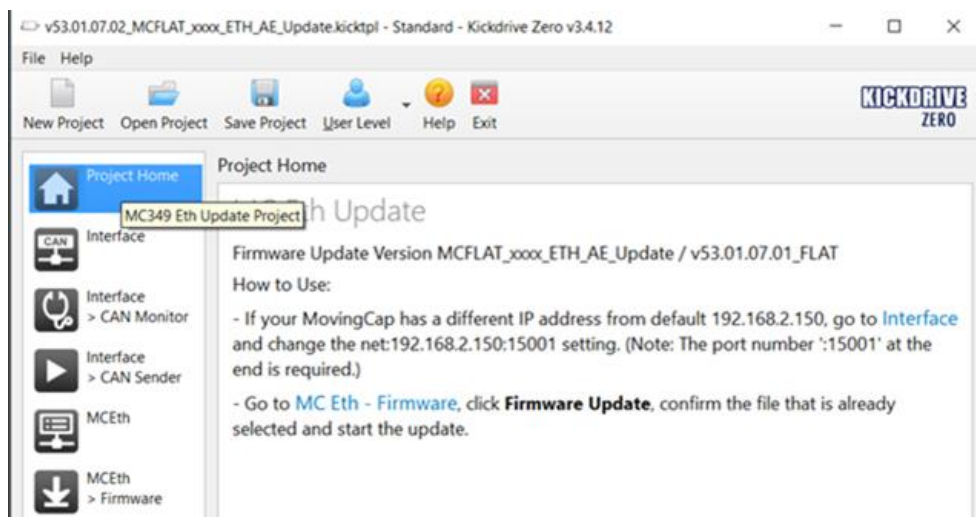 v53.01.07.02_MCFLAT_xxxx_ETH_AE_Update.kicktpl - Standard - Kickdrive Zero v3.4.12
File Help
New Project Open Project Save Project User Level Help Exit
KICKDRIVE
ZERO
Project Home
Project Home
MC349 Eth Update Project
th Update
Interface
Firmware Update Version MCFLAT_xxxx_ETH_AE_Update / v53.01.07.01_FLAT
How to Use:
Interface
> CAN Monitor
- If your MovingCap has a different IP address from default 192.168.2.150, go to Interface
and change the net:192.168.2.150:15001 setting. (Note: The port number ':15001' at the
end is required.)
Interface
> CAN Sender
- Go to MC Eth - Firmware, click Firmware Update, confirm the file that is already
selected and start the update.
MCEth
MCEth
> Firmware
CAN